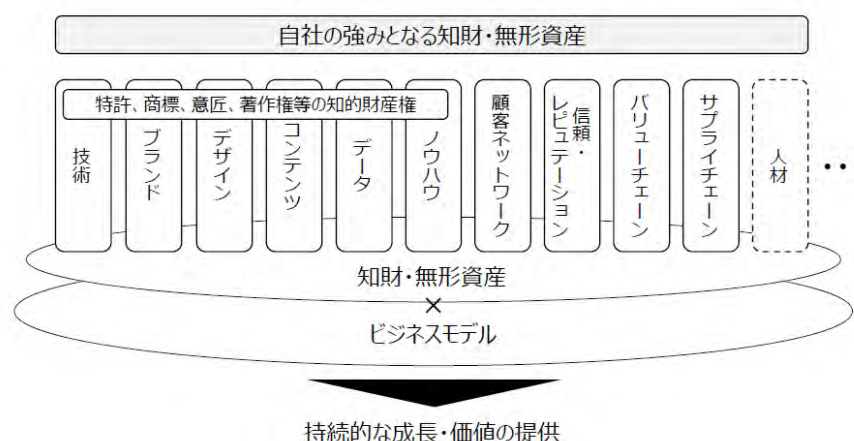 自社の強みとなる知財・無形資産
特許、商標、意匠、著作権等の知的財産権
技術
ブランド
デザイン
コンテンツ
データ
ノウハウ
顧客ネットワーク
信頼・
レピュテーション
バリューチェーン
サプライチェーン
人材
・・
知財・無形資産
×
ビジネスモデル
持続的な成長・価値の提供